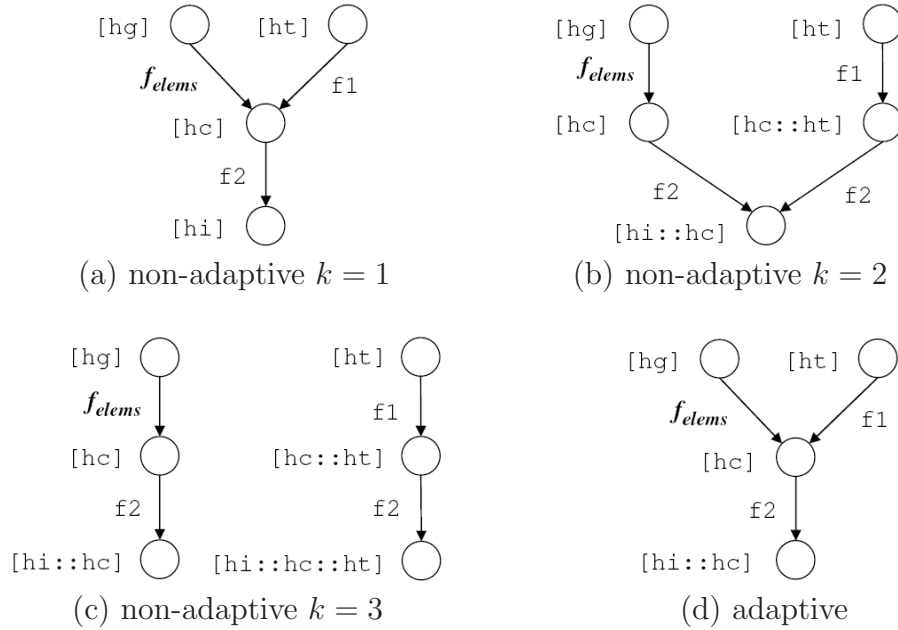 [hg]
[ht]
f_elems
f1
[hc]
f2
[hi]
(a) non-adaptive k = 1
[hg]
[ht]
f_elems
f1
[hc]
[hc::ht]
f2
f2
[hi::hc]
(b) non-adaptive k = 2
[hg]
[ht]
f_elems
f1
[hc]
[hc::ht]
f2
f2
[hi::hc]
[hi::hc::ht]
(c) non-adaptive k = 3
[hg]
[ht]
f_elems
f1
[hc]
f2
[hi::hc]
(d) adaptive